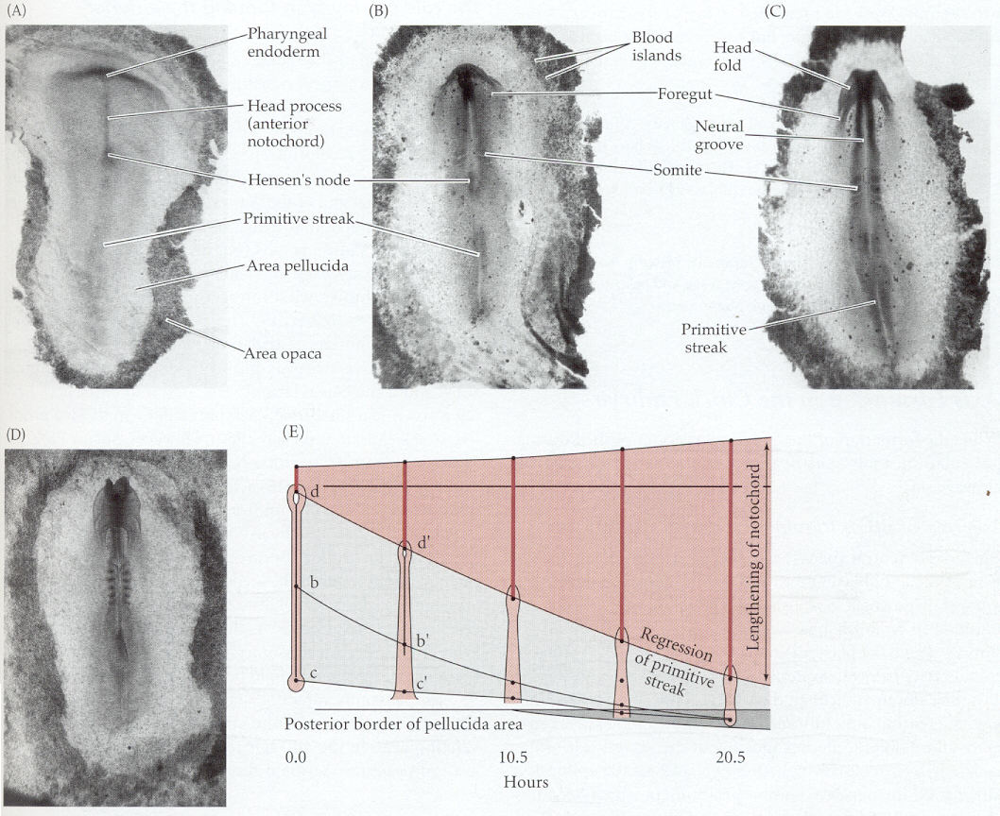 (A)
(B)
(C)
Pharyngeal
endoderm
Head process
(anterior
notochord)
Hensen's node
Primitive streak
Area pellucida
Area opaca
Blood
islands
Foregut
Somite
Head
fold
Neural
groove
Primitive
streak
(D)
(E)
d
d'
b
b'
c
c'
Regression
of primitive
streak
Lengthening of notochord
Posterior border of pellucida area
0.0
10.5
20.5
Hours